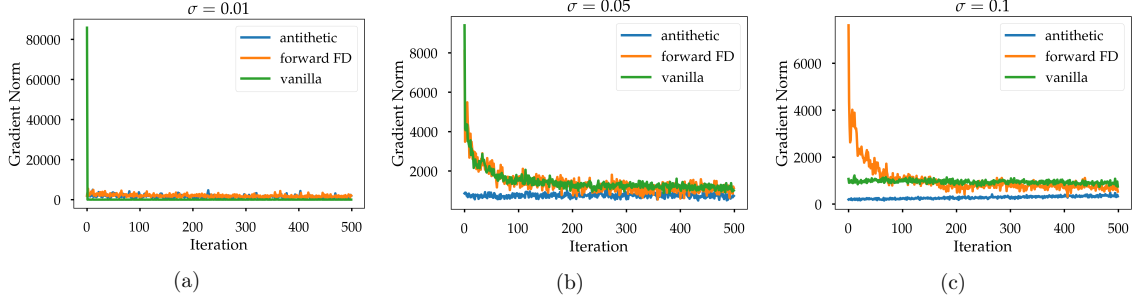 σ = 0.01
Gradient Norm
80000
60000
40000
20000
0
antithetic
forward FD
vanilla
0 100 200 300 400 500
Iteration
(a)
σ = 0.05
Gradient Norm
8000
6000
4000
2000
antithetic
forward FD
vanilla
0 100 200 300 400 500
Iteration
(b)
σ = 0.1
Gradient Norm
6000
4000
2000
0
antithetic
forward FD
vanilla
0 100 200 300 400 500
Iteration
(c)